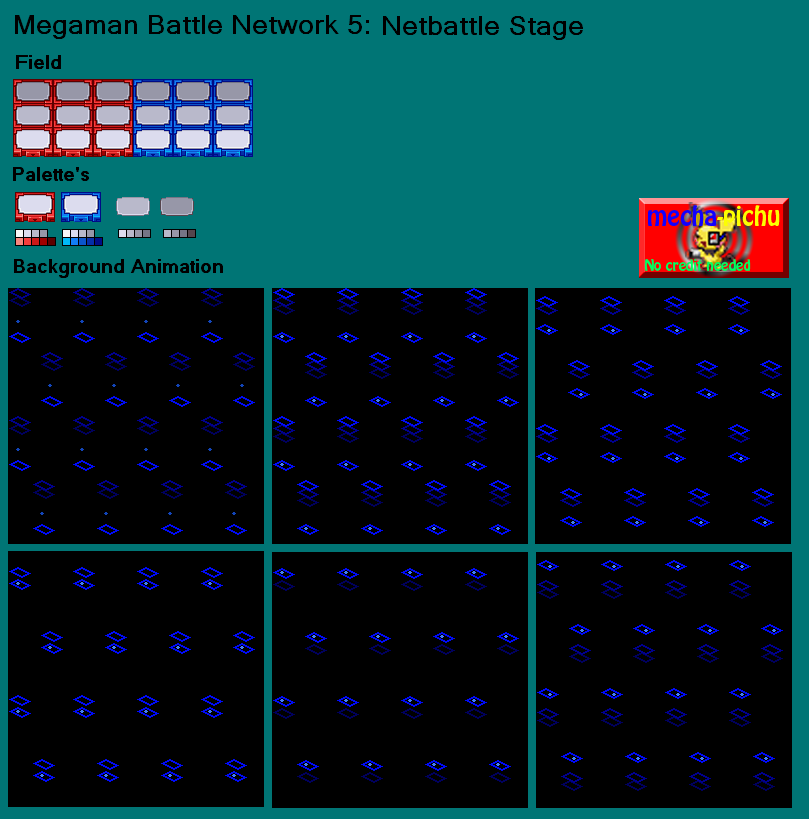 Megaman Battle Network 5: Netbattle Stage
Field
Palette's
mecha-pichu
No credit needed
Background Animation